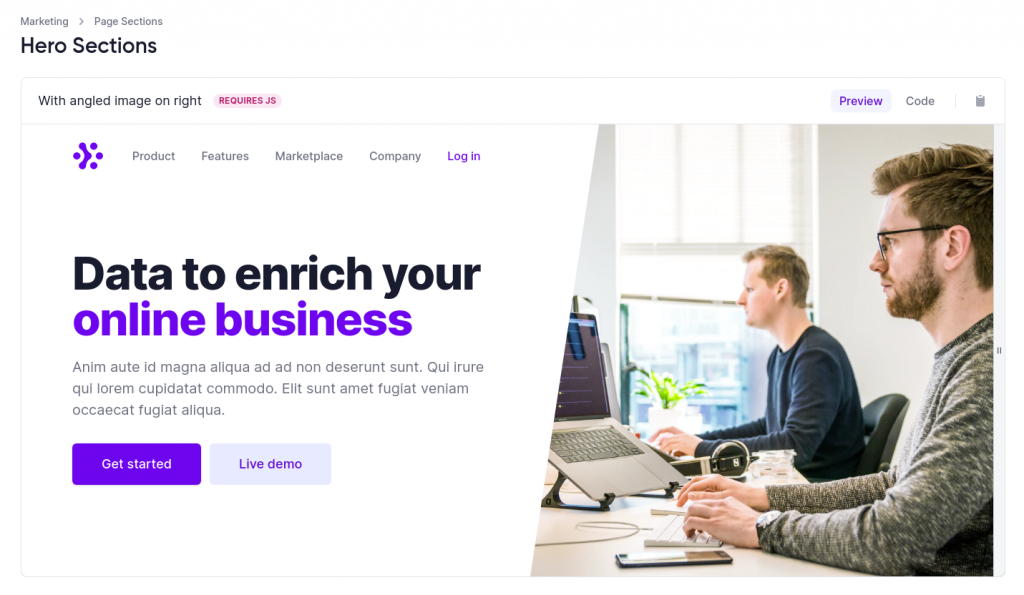 Marketing > Page Sections
Hero Sections
With angled image on right REQUIRES JS Preview Code
Product Features Marketplace Company Log in
Data to enrich your
online business
Anim aute id magna aliqua ad ad non deserunt sunt. Qui irure
qui lorem cupidatat commodo. Elit sunt amet fugiat veniam
occaecat fugiat aliqua.
Get started Live demo